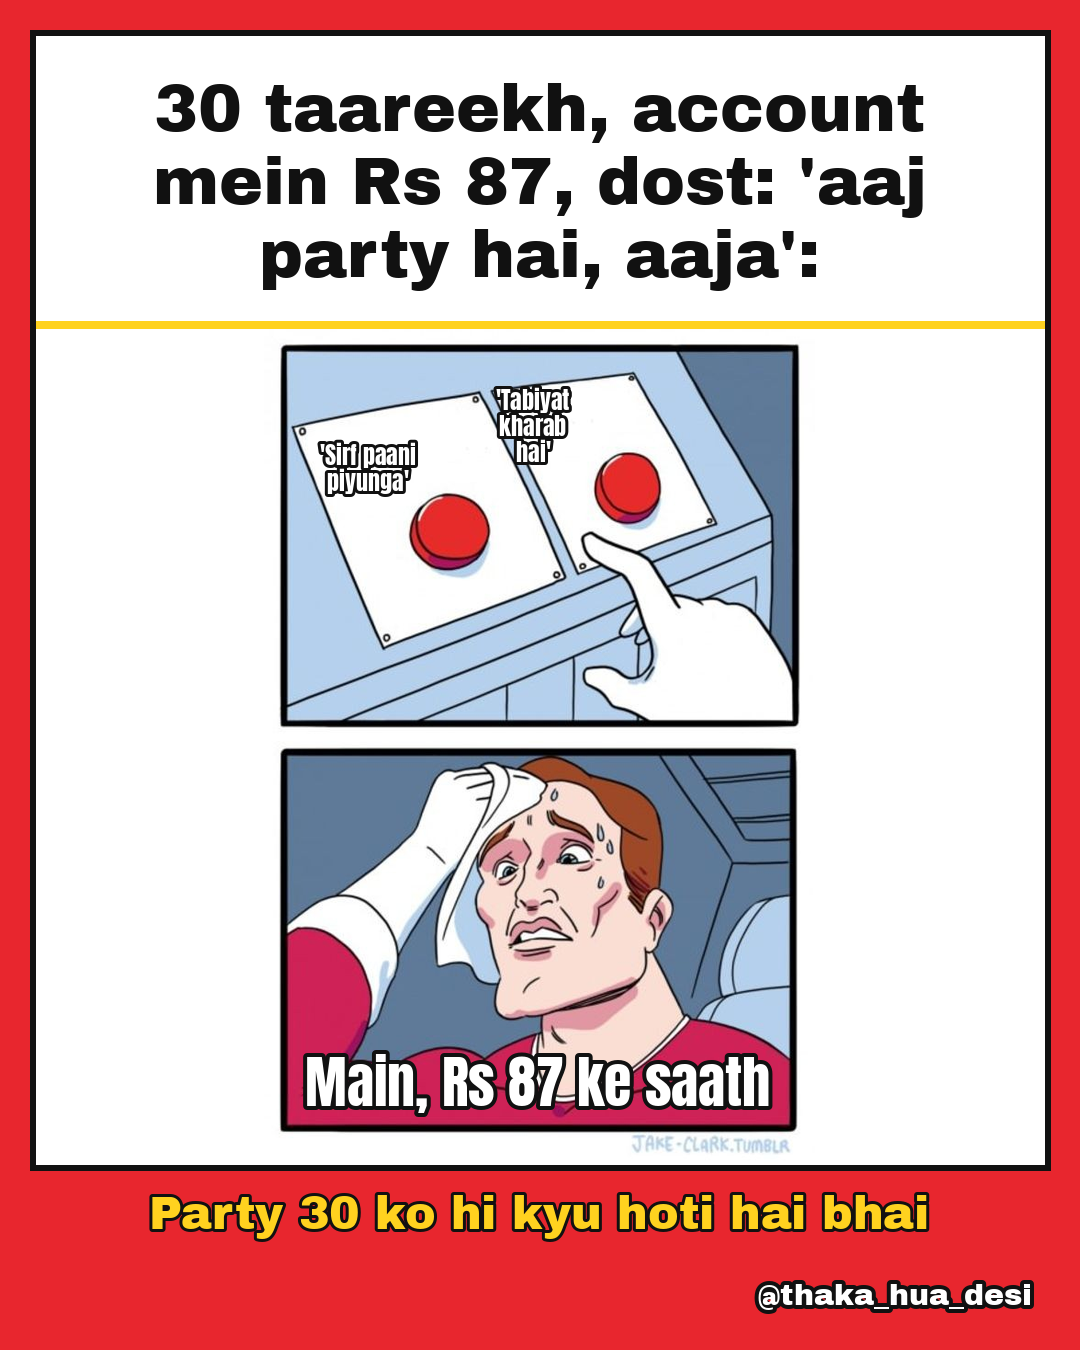 30 taareekh, account
mein Rs 87, dost: 'aaj
party hai, aaja':
'Sirf paani
piyunga'
'Tabiyat
kharab
hai'
Main, Rs 87 ke saath
JAKE-CLARK.TUMBLR
Party 30 ko hi kyu hoti hai bhai
@thaka_hua_desi